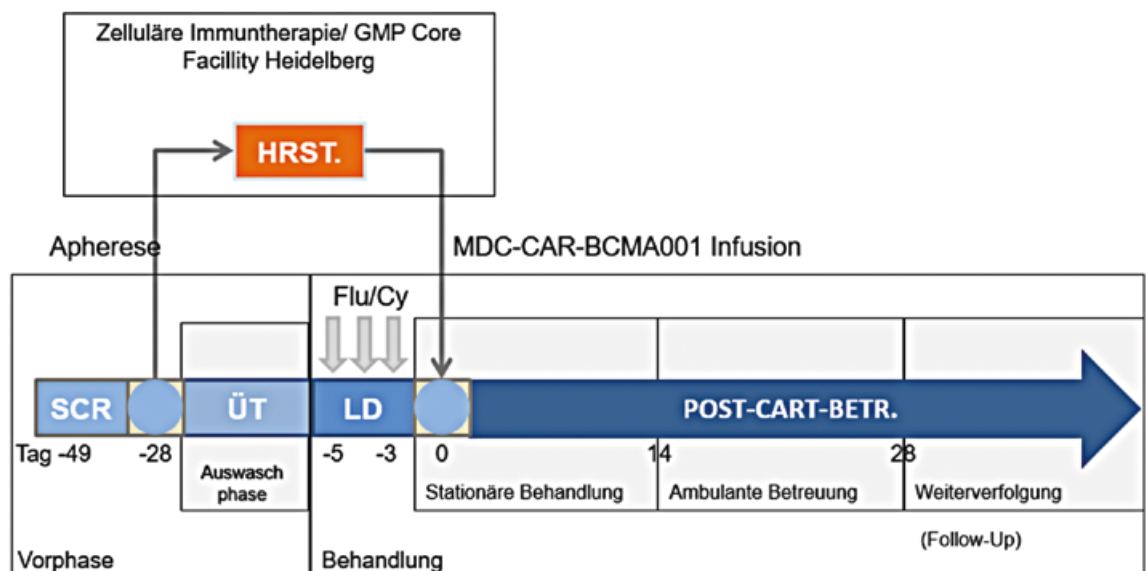 Zelluläre Immuntherapie/ GMP Core
Facillity Heidelberg
HRST.
Apherese
MDC-CAR-BCMA001 Infusion
Flu/Cy
SCR
ÜT
LD
POST-CART-BETR.
Tag -49
-28
-5
-3
0
14
28
Auswasch
phase
Stationäre Behandlung
Ambulante Betreuung
Weiterverfolgung
(Follow-Up)
Vorphase
Behandlung